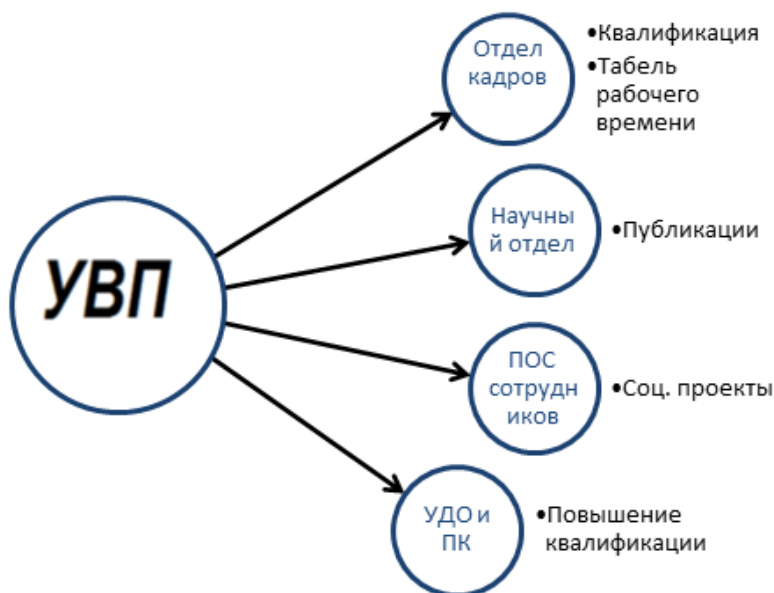 УВП
Отдел
кадров
•Квалификация
•Табель
рабочего
времени
Научны
й отдел
•Публикации
ПОС
сотрудн
иков
•Соц. проекты
УДО и
ПК
•Повышение
квалификации